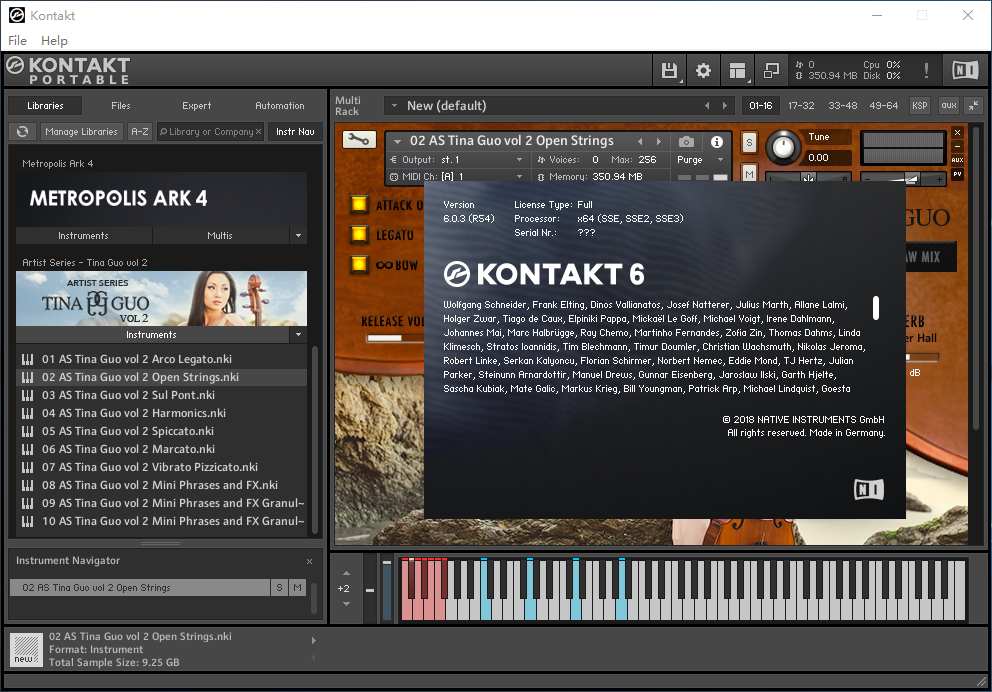 Kontakt
File Help
KONTAKT
PORTABLE
0
350.94 MB
Cpu 0%
Disk 0%
!
NI
Libraries Files Expert Automation
Manage Libraries A-Z Library or Company × Instr Nav
Metropolis Ark 4
METROPOLIS ARK 4
Instruments Multis
Artist Series - Tina Guo vol 2
ARTIST SERIES
TINA GUO
VOL 2
Instruments
01 AS Tina Guo vol 2 Arco Legato.nki
02 AS Tina Guo vol 2 Open Strings.nki
03 AS Tina Guo vol 2 Sul Pont.nki
04 AS Tina Guo vol 2 Harmonics.nki
05 AS Tina Guo vol 2 Spiccato.nki
06 AS Tina Guo vol 2 Marcato.nki
07 AS Tina Guo vol 2 Vibrato Pizzicato.nki
08 AS Tina Guo vol 2 Mini Phrases and FX.nki
09 AS Tina Guo vol 2 Mini Phrases and FX Granul~
10 AS Tina Guo vol 2 Mini Phrases and FX Granul~
Instrument Navigator ×
02 AS Tina Guo vol 2 Open Strings S M
Multi
Rack
New (default)
01-16 17-32 33-48 49-64 KSP aux
02 AS Tina Guo vol 2 Open Strings
Output: st. 1 Voices: 0 Max: 256 Purge
MIDI Ch: [A] 1 Memory: 350.94 MB
S
M
Tune
0.00
AUX
PV
ATTACK
LEGATO
BOW
RELEASE VOL
GUO
W MIX
Hall
dB
Version
6.0.3 (R54)
License Type: Full
Processor: x64 (SSE, SSE2, SSE3)
Serial Nr.: ???
KONTAKT 6
Wolfgang Schneider, Frank Elting, Dinos Vallianatos, Josef Natterer, Julius Marth, Allane Lalmi,
Holger Zwar, Tiago de Caux, Elpiniki Pappa, Mickaël Le Goff, Michael Voigt, Irene Dahlmann,
Johannes Mai, Marc Halbrügge, Ray Chemo, Martinho Fernandes, Zofia Zin, Thomas Dahms, Linda
Klimesch, Stratos Ioannidis, Tim Blechmann, Timur Doumler, Christian Wachsmuth, Nikolas Jeroma,
Robert Linke, Serkan Kalyoncu, Florian Schirmer, Norbert Nemec, Eddie Mond, TJ Hertz, Julian
Parker, Steinunn Arnardottir, Manuel Drews, Gunnar Eisenberg, Jaroslaw Ilski, Garth Hjelte,
Sascha Kubiak, Mate Galic, Markus Krieg, Bill Youngman, Patrick Arp, Michael Lindquist, Goesta
© 2018 NATIVE INSTRUMENTS GmbH
All rights reserved. Made in Germany.
NI
+2
new
02 AS Tina Guo vol 2 Open Strings.nki
Format: Instrument
Total Sample Size: 9.25 GB